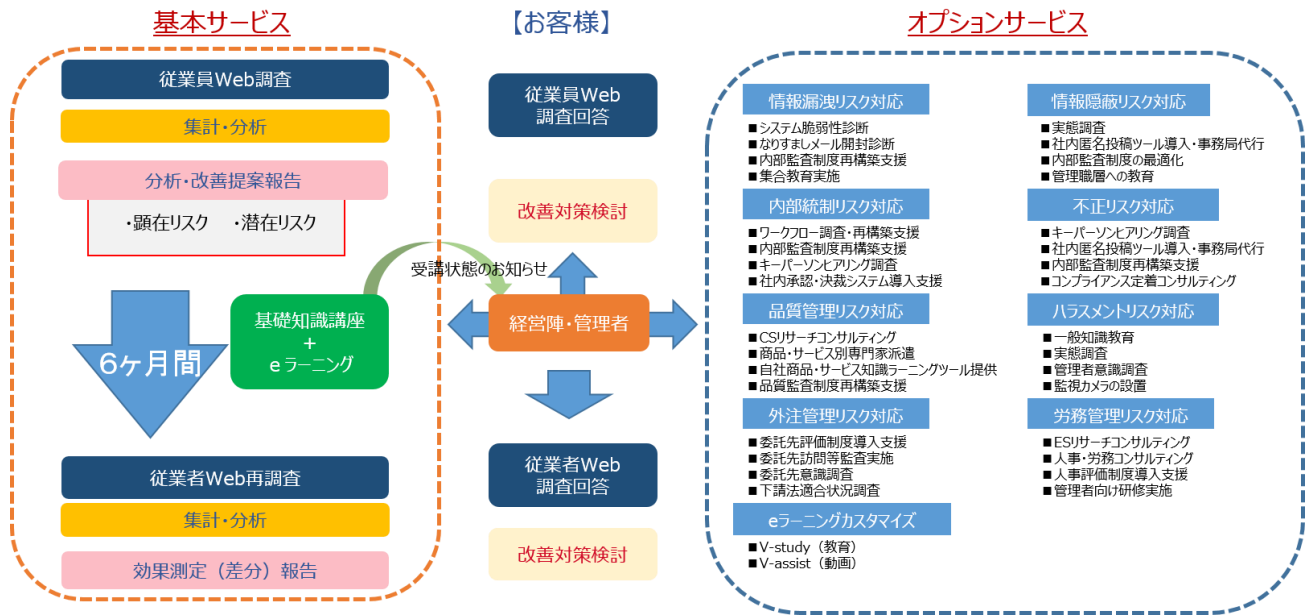 基本サービス
従業員Web調査
集計・分析
分析・改善提案報告
・顕在リスク ・潜在リスク
6ヶ月間
基礎知識講座
+
eラーニング
従業者Web再調査
集計・分析
効果測定（差分）報告
【お客様】
従業員Web
調査回答
改善対策検討
受講状態のお知らせ
経営陣・管理者
従業者Web
調査回答
改善対策検討
オプションサービス
情報漏洩リスク対応
■システム脆弱性診断
■なりすましメール開封診断
■内部監査制度再構築支援
■集合教育実施
内部統制リスク対応
■ワークフロー調査・再構築支援
■内部監査制度再構築支援
■キーパーソンヒアリング調査
■社内承認・決裁システム導入支援
品質管理リスク対応
■CSリサーチコンサルティング
■商品・サービス別専門家派遣
■自社商品・サービス知識ラーニングツール提供
■品質監査制度再構築支援
外注管理リスク対応
■委託先評価制度導入支援
■委託先訪問等監査実施
■委託先意識調査
■下請法適合状況調査
eラーニングカスタマイズ
■V-study（教育）
■V-assist（動画）
情報隠蔽リスク対応
■実態調査
■社内匿名投稿ツール導入・事務局代行
■内部監査制度の最適化
■管理職層への教育
不正リスク対応
■キーパーソンヒアリング調査
■社内匿名投稿ツール導入・事務局代行
■内部監査制度再構築支援
■コンプライアンス定着コンサルティング
ハラスメントリスク対応
■一般知識教育
■実態調査
■管理者意識調査
■監視カメラの設置
労務管理リスク対応
■ESリサーチコンサルティング
■人事・労務コンサルティング
■人事評価制度導入支援
■管理者向け研修実施